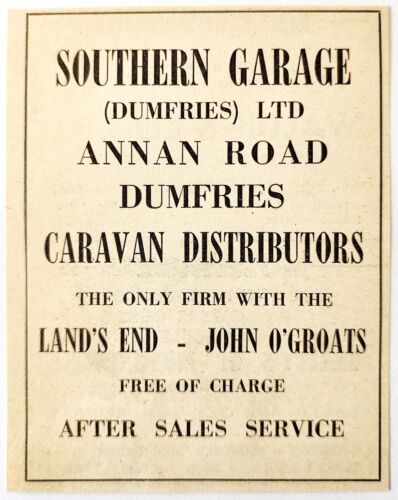 SOUTHERN GARAGE
(DUMFRIES) LTD
ANNAN ROAD
DUMFRIES
CARAVAN DISTRIBUTORS
THE ONLY FIRM WITH THE
LAND'S END - JOHN O'GROATS
FREE OF CHARGE
AFTER SALES SERVICE